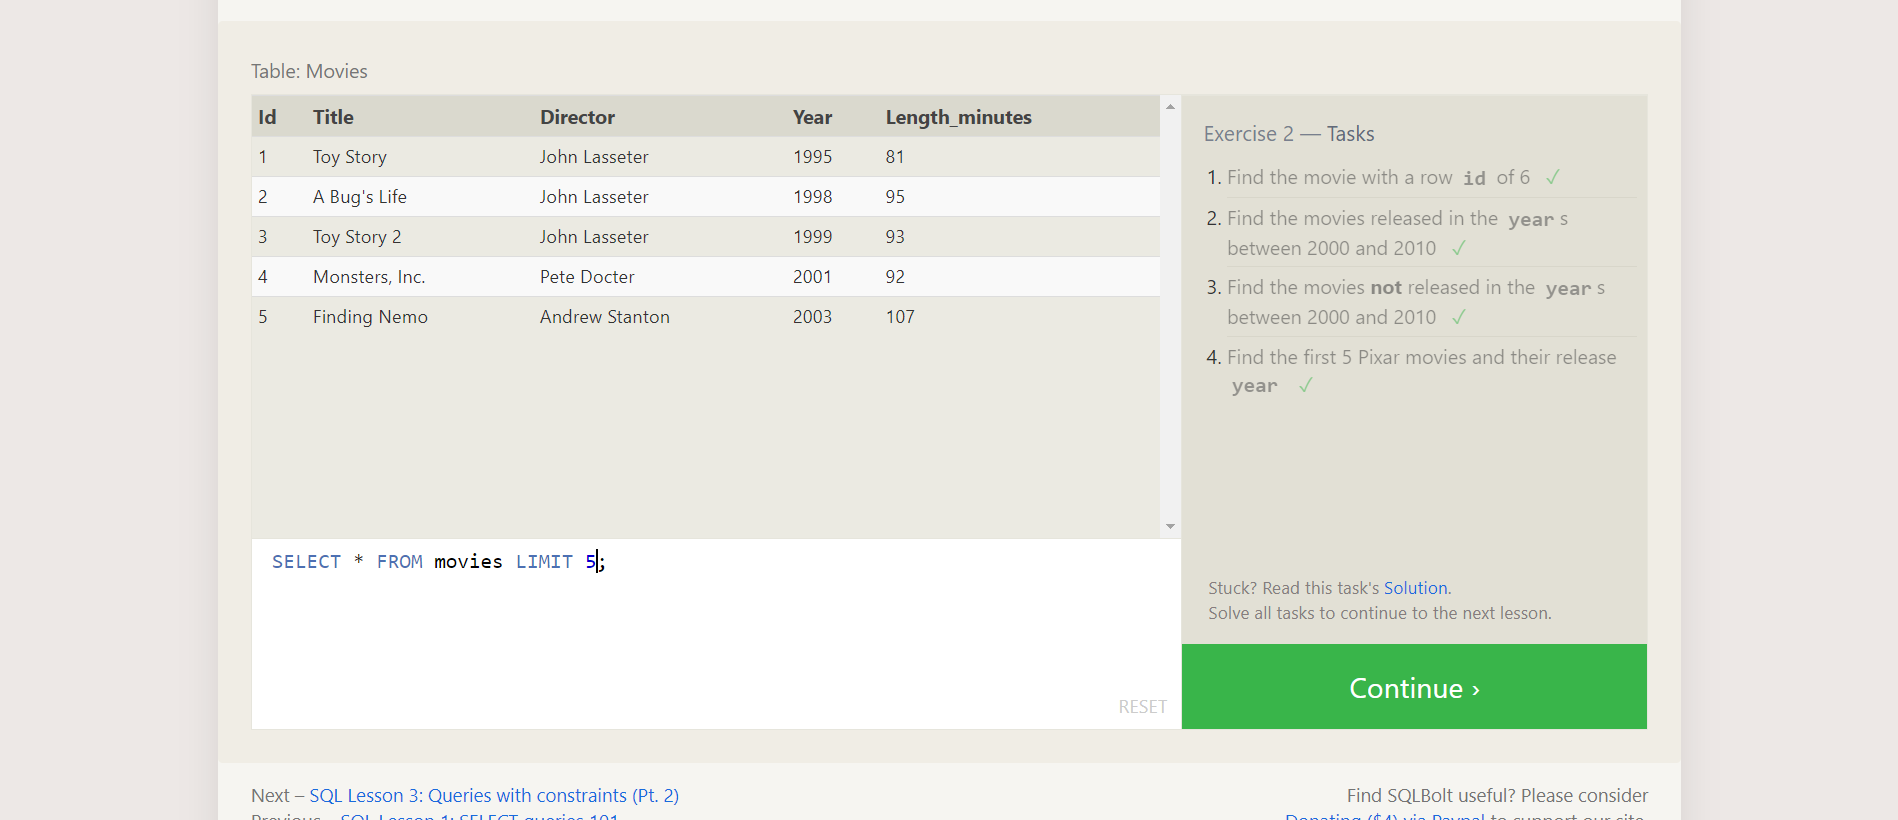 Table: Movies
Id Title Director Year Length_minutes
1 Toy Story John Lasseter 1995 81
2 A Bug's Life John Lasseter 1998 95
3 Toy Story 2 John Lasseter 1999 93
4 Monsters, Inc. Pete Docter 2001 92
5 Finding Nemo Andrew Stanton 2003 107
SELECT * FROM movies LIMIT 5;
RESET
Exercise 2 — Tasks
1. Find the movie with a row id of 6 ✓
2. Find the movies released in the year s
between 2000 and 2010 ✓
3. Find the movies not released in the year s
between 2000 and 2010 ✓
4. Find the first 5 Pixar movies and their release
year ✓
Stuck? Read this task's Solution.
Solve all tasks to continue to the next lesson.
Continue ›
Next – SQL Lesson 3: Queries with constraints (Pt. 2)
Previous – SQL Lesson 1: SELECT queries 101
Find SQLBolt useful? Please consider
Donating ($4) via Paypal to support our site.